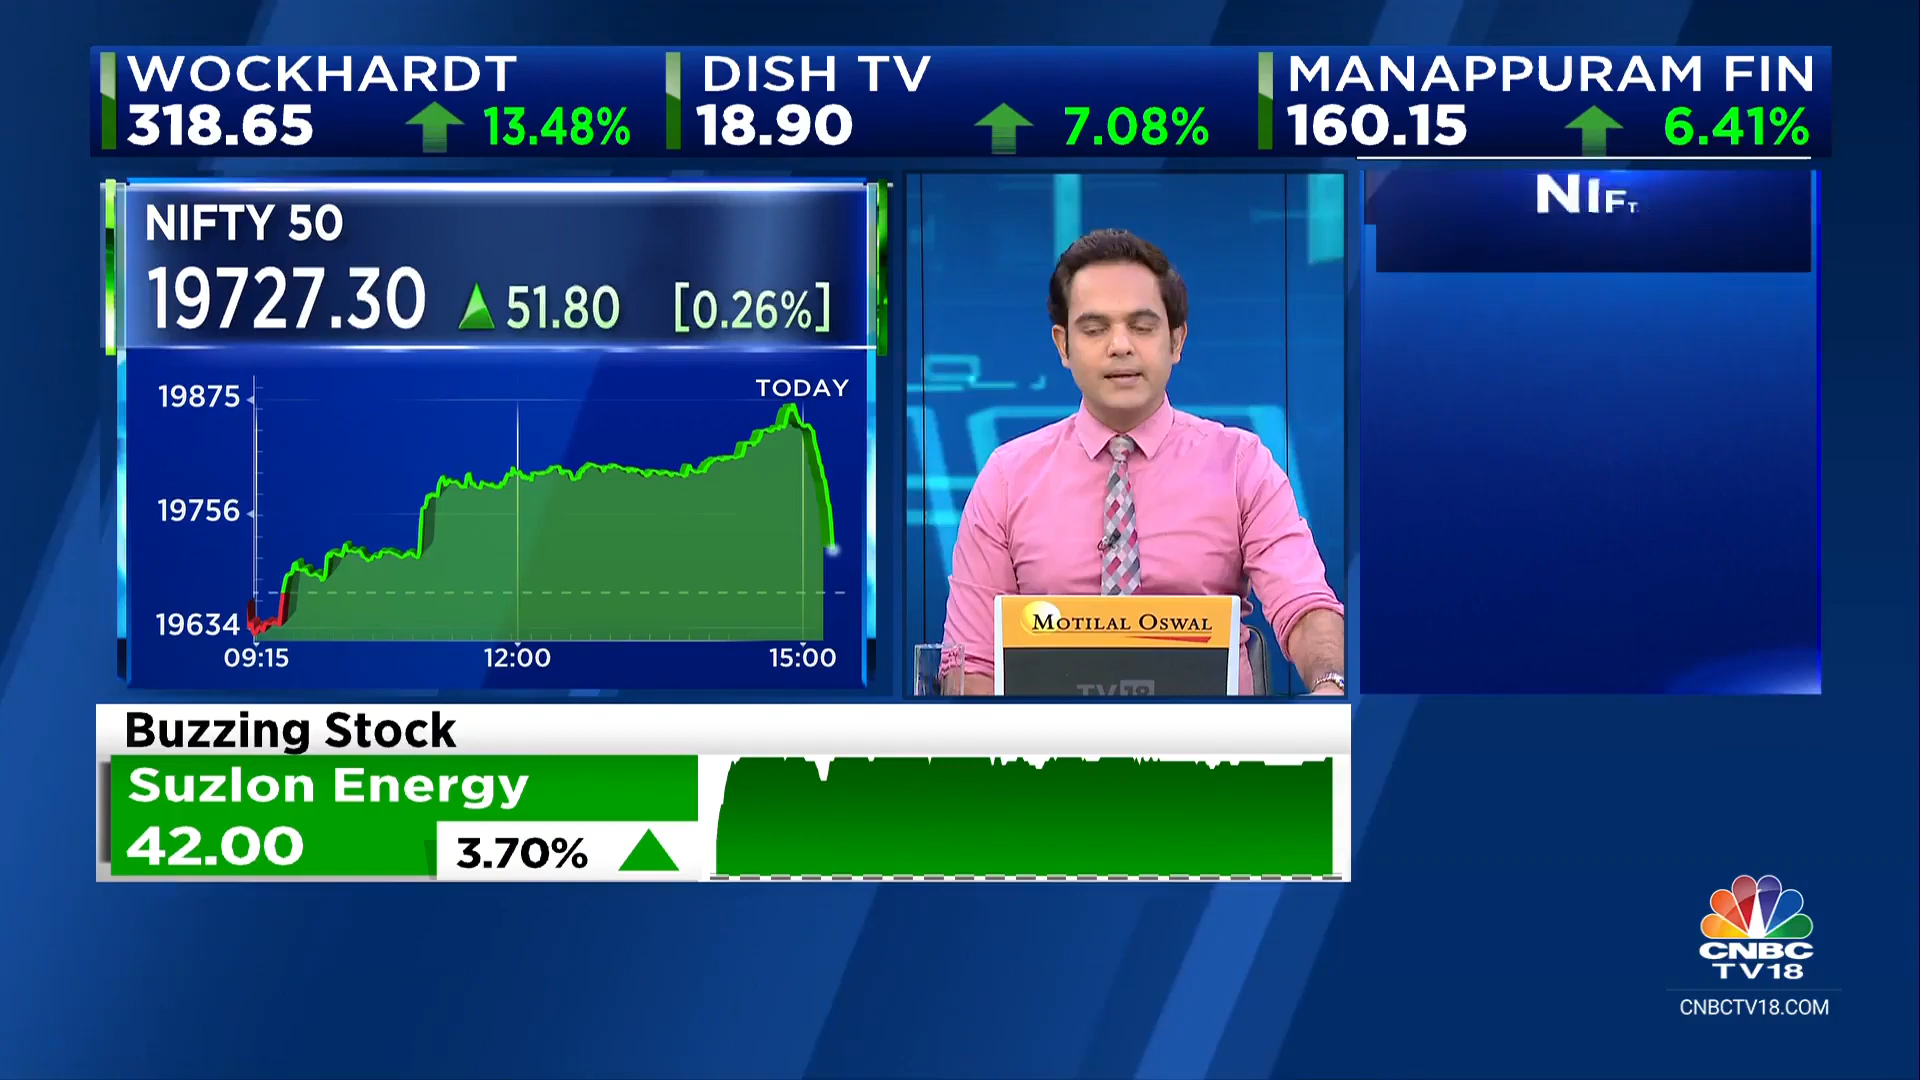 WOCKHARDT
318.65 13.48%
DISH TV
18.90 7.08%
MANAPPURAM FIN
160.15 6.41%
NIFTY 50
19727.30 51.80 [0.26%]
TODAY
19875
19756
19634
09:15 12:00 15:00
MOTILAL OSWAL
TV18
NIFT
Buzzing Stock
Suzlon Energy
42.00 3.70%
CNBC
TV18
CNBCTV18.COM